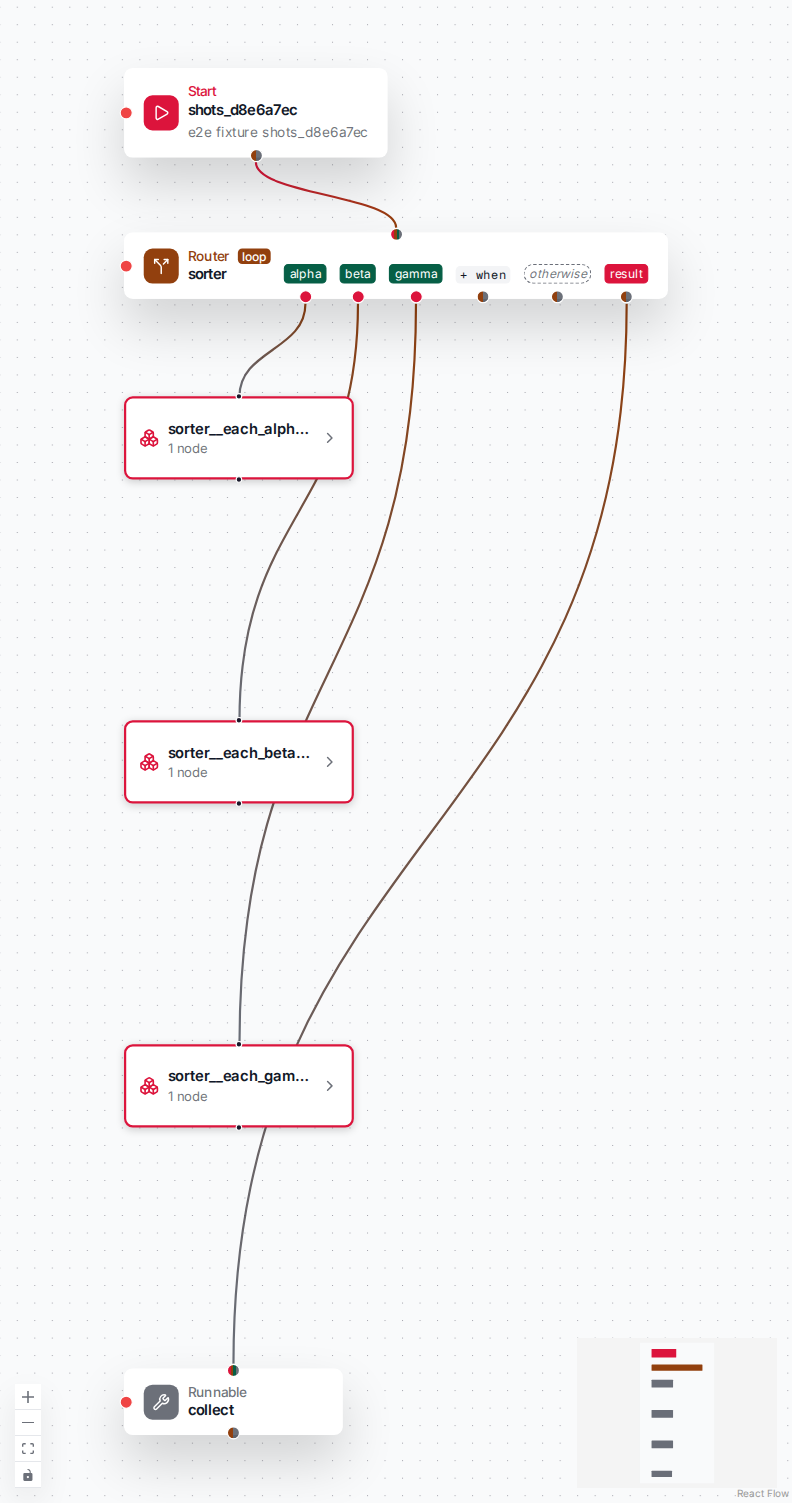 Start
shots_d8e6a7ec
e2e fixture shots_d8e6a7ec
Router loop
sorter
alpha beta gamma + when otherwise result
sorter__each_alph...
1 node
sorter__each_beta...
1 node
sorter__each_gam...
1 node
Runnable
collect
React Flow